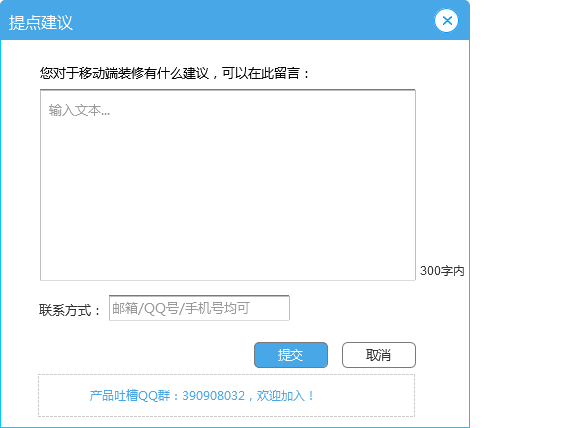 提点建议
您对于移动端装修有什么建议，可以在此留言：
输入文本...
300字内
联系方式：
邮箱/QQ号/手机号均可
提交 取消
产品吐槽QQ群：390908032，欢迎加入！